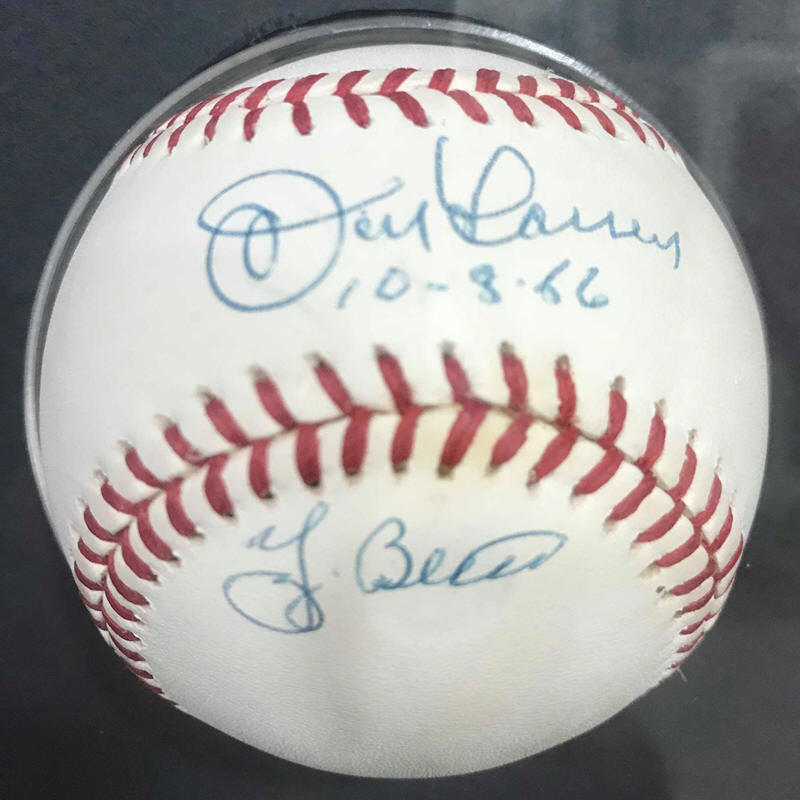 Don Larsen
10-8-56
Y. Berra